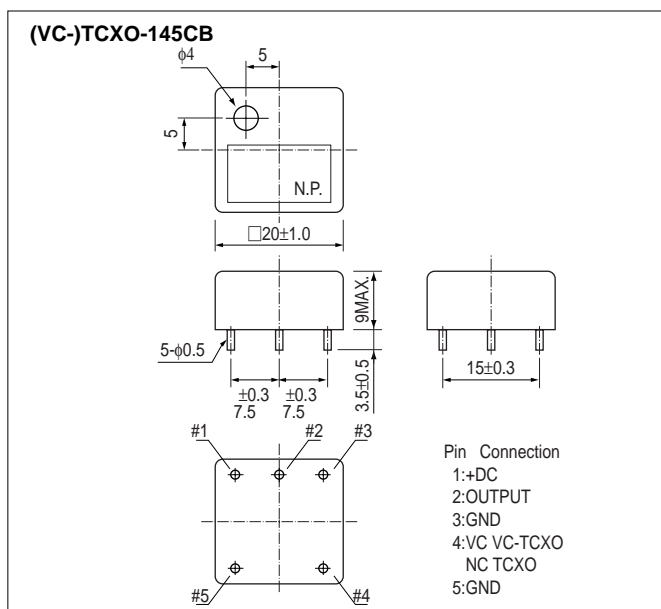 (VC-)TCXO-145CB
ϕ4
5
5
N.P.
□20±1.0
9MAX.
5-ϕ0.5
3.5±0.5
15±0.3
±0.3 ±0.3
7.5 7.5
#1 #2 #3
#5 #4
Pin Connection
1:+DC
2:OUTPUT
3:GND
4:VC VC-TCXO
NC TCXO
5:GND